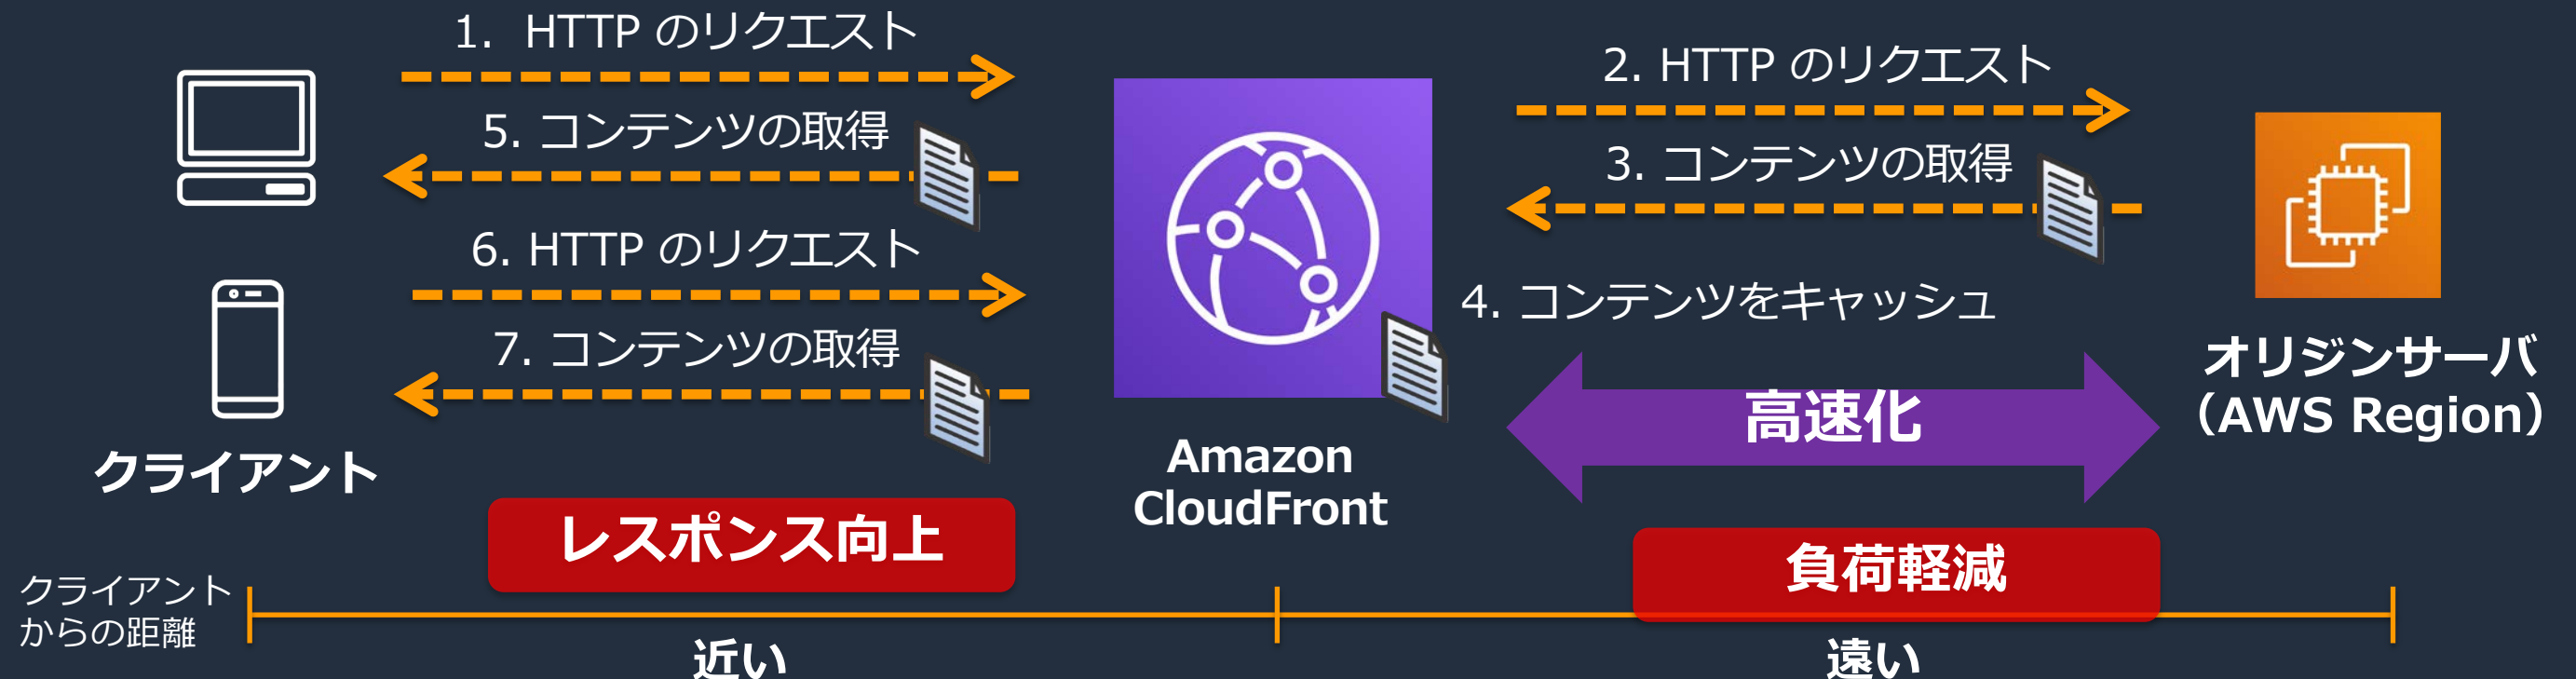 1. HTTP のリクエスト
5. コンテンツの取得
6. HTTP のリクエスト
7. コンテンツの取得
クライアント
レスポンス向上
Amazon
CloudFront
2. HTTP のリクエスト
3. コンテンツの取得
4. コンテンツをキャッシュ
高速化
負荷軽減
オリジンサーバ
(AWS Region)
クライアント
からの距離
近い
遠い